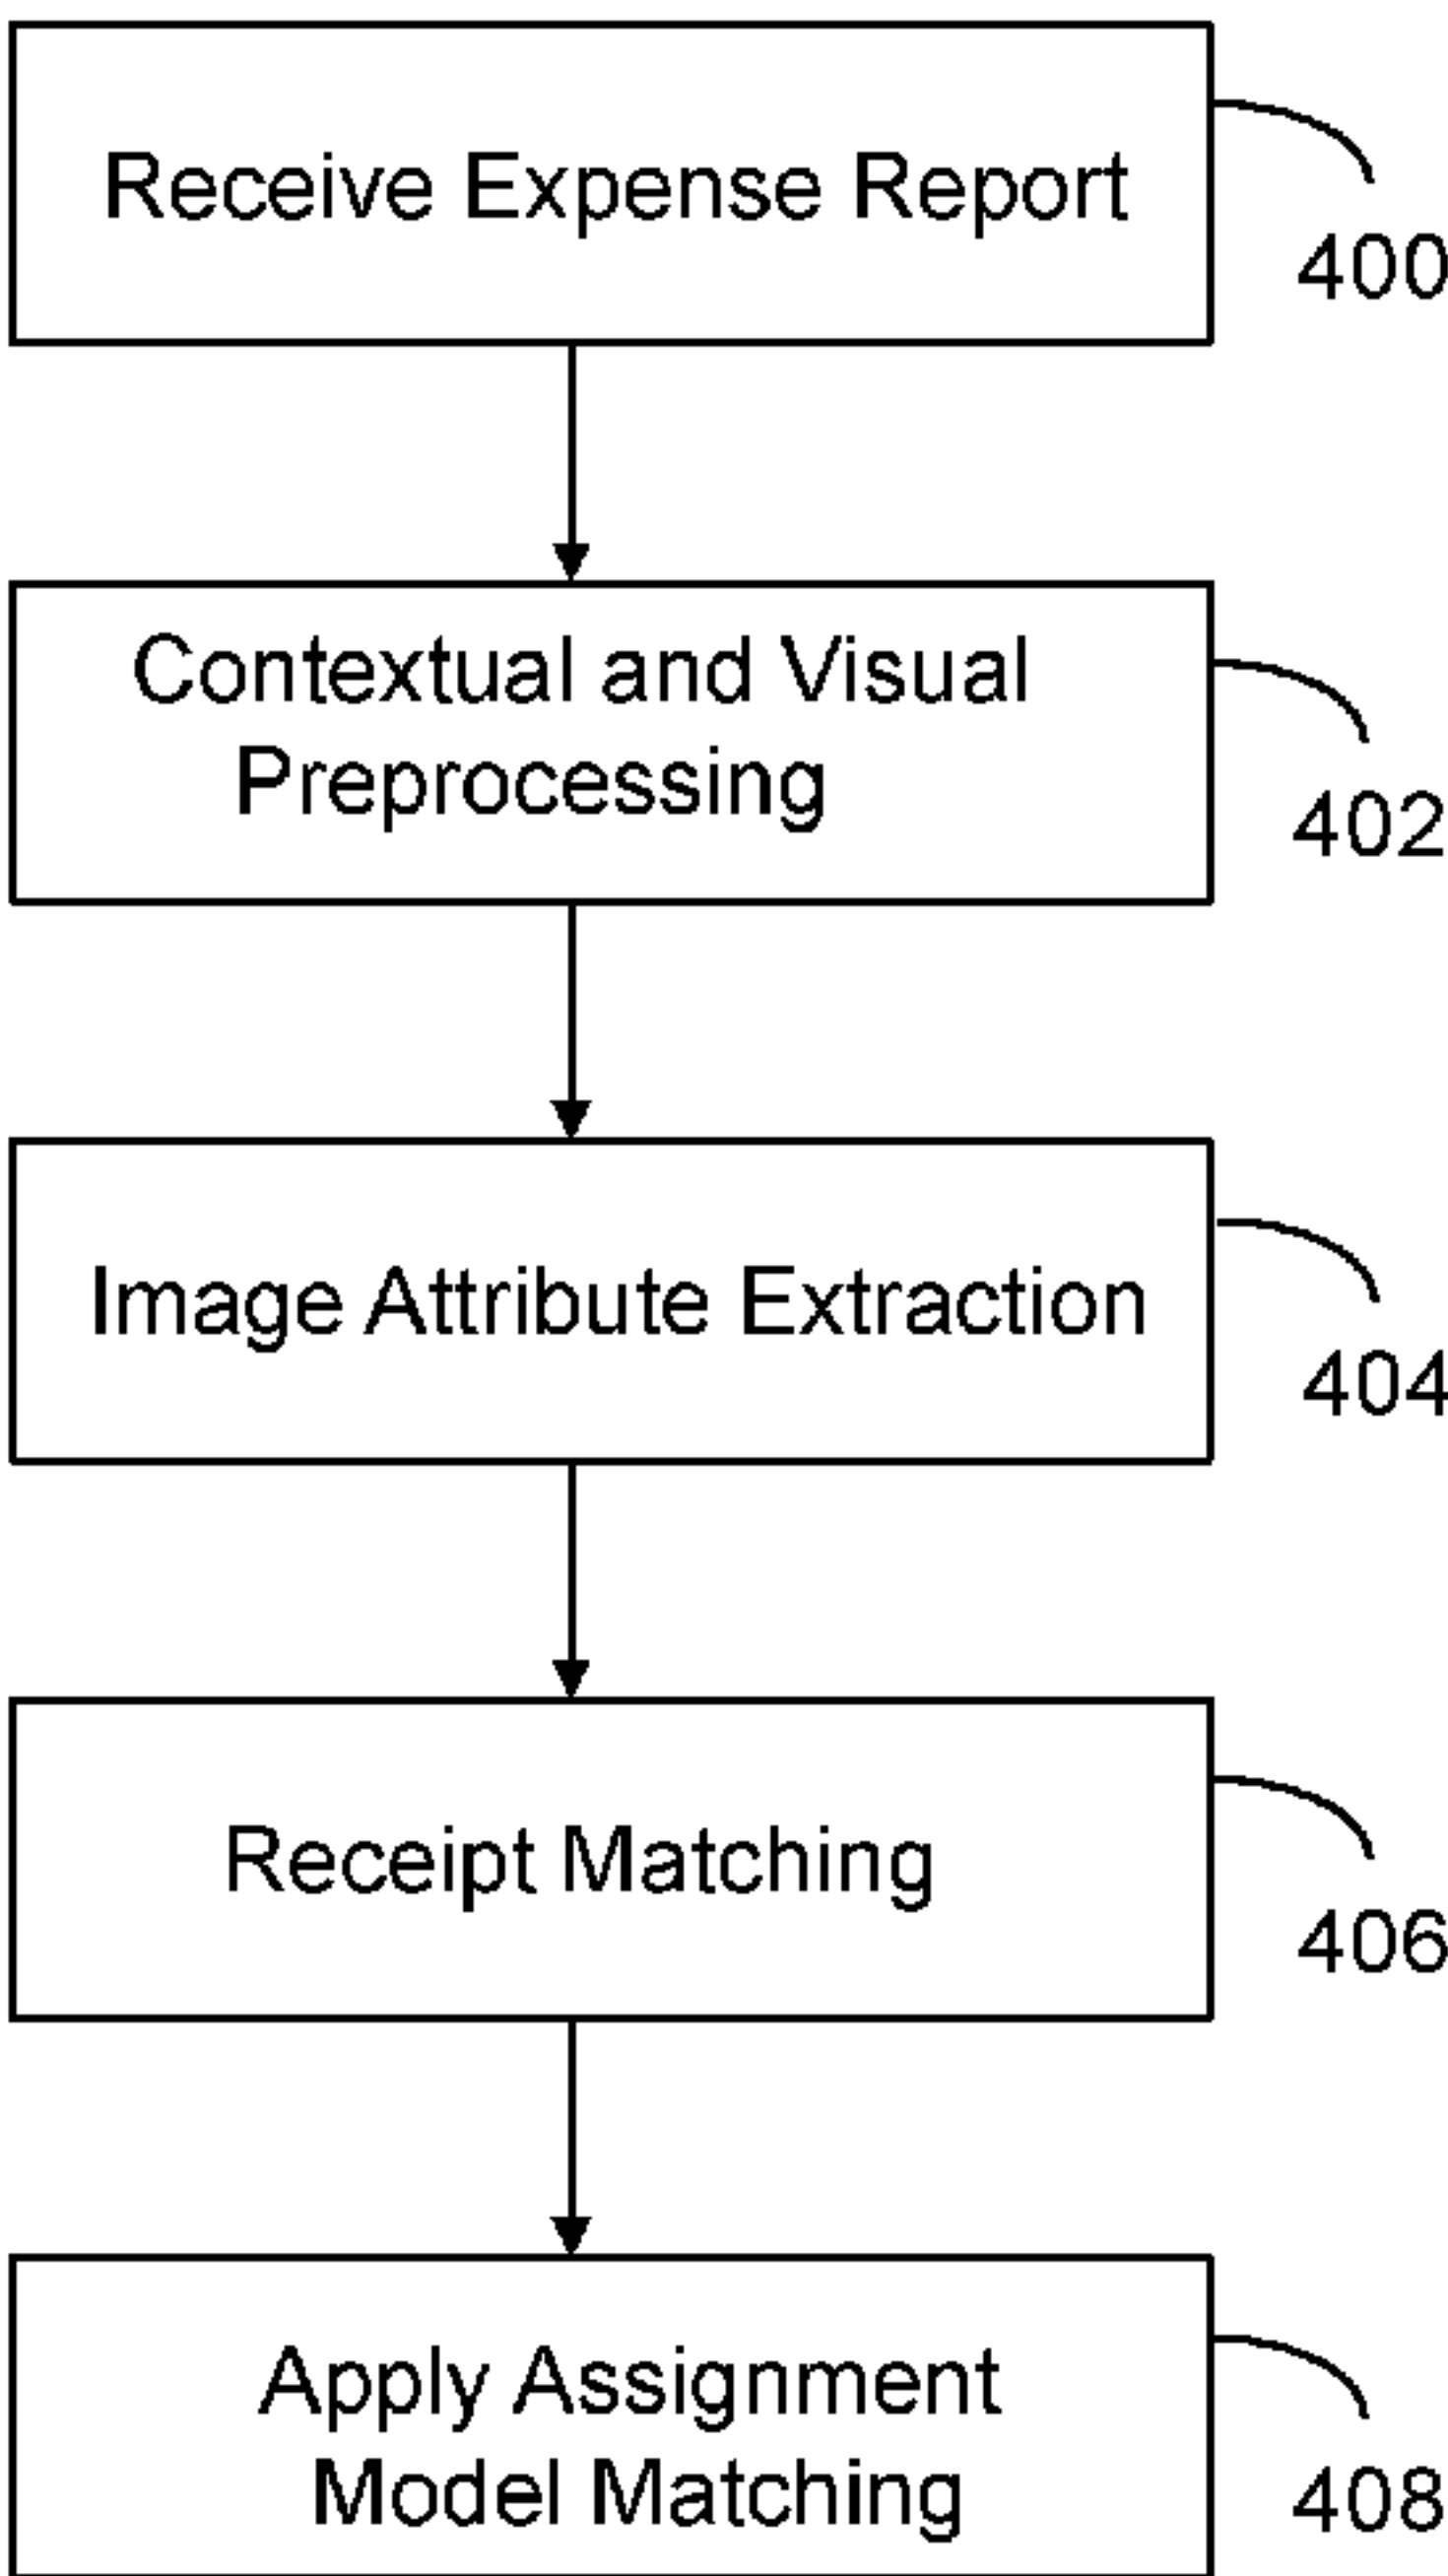 Receive Expense Report
400
Contextual and Visual
Preprocessing
402
Image Attribute Extraction
404
Receipt Matching
406
Apply Assignment
Model Matching
408